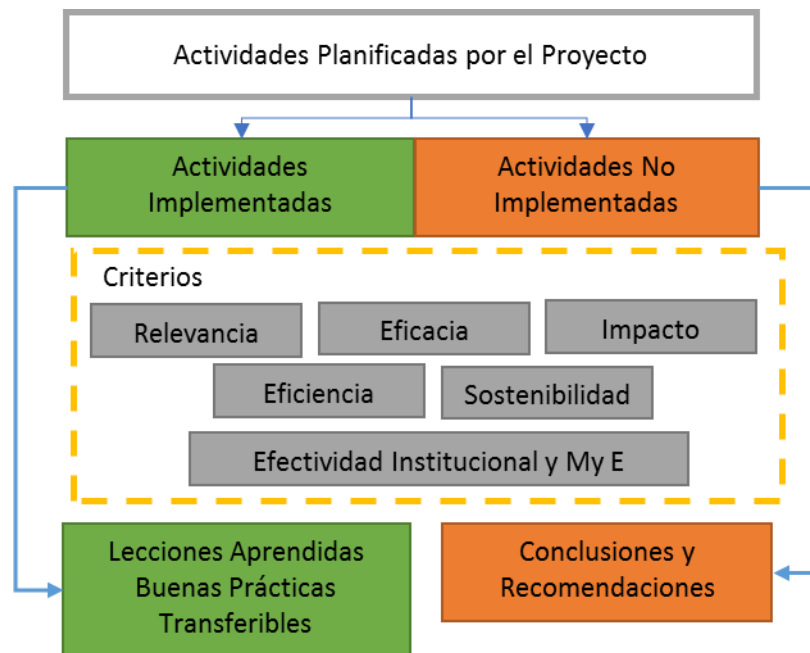 Actividades Planificadas por el Proyecto
Actividades
Implementadas
Actividades No
Implementadas
Criterios
Relevancia
Eficacia
Impacto
Eficiencia
Sostenibilidad
Efectividad Institucional y My E
Lecciones Aprendidas
Buenas Prácticas
Transferibles
Conclusiones y
Recomendaciones